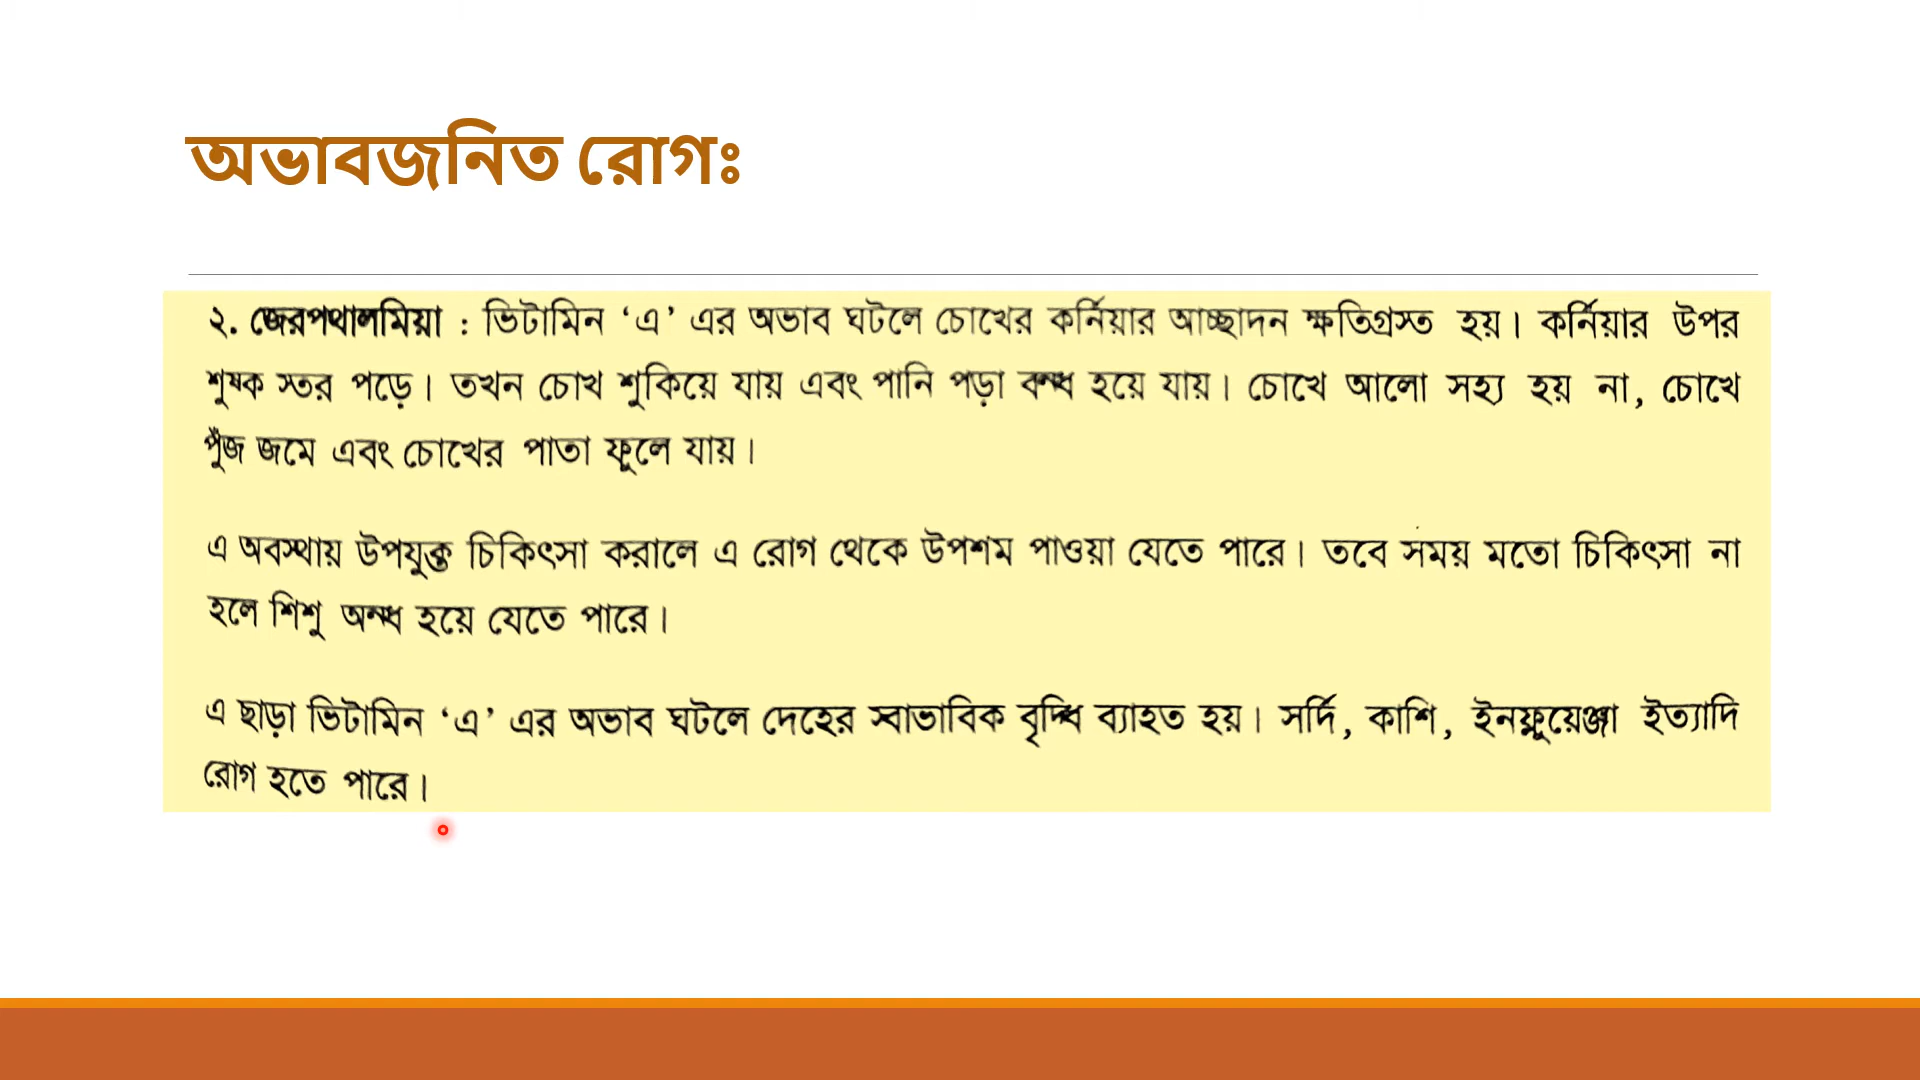 অভাবজনিত রোগঃ
২. জেরপথালমিয়া : ভিটামিন ‘এ’ এর অভাব ঘটলে চোখের কর্নিয়ার আচ্ছাদন ক্ষতিগ্রস্ত হয়। কর্নিয়ার উপর
শুষক স্তর পড়ে। তখন চোখ শুকিয়ে যায় এবং পানি পড়া বন্ধ হয়ে যায়। চোখে আলো সহ্য হয় না, চোখে
পুঁজ জমে এবং চোখের পাতা ফুলে যায়।
এ অবস্থায় উপযুক্ত চিকিৎসা করালে এ রোগ থেকে উপশম পাওয়া যেতে পারে। তবে সময় মতো চিকিৎসা না
হলে শিশু অন্ধ হয়ে যেতে পারে।
এ ছাড়া ভিটামিন ‘এ’ এর অভাব ঘটলে দেহের স্বাভাবিক বৃদ্ধি ব্যাহত হয়। সর্দি, কাশি, ইনফ্লুয়েঞ্জা ইত্যাদি
রোগ হতে পারে।